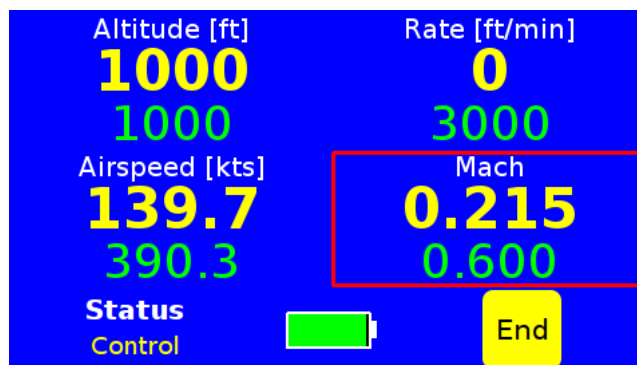 Altitude [ft] Rate [ft/min]
1000 0
1000 3000
Airspeed [kts] Mach
139.7 0.215
390.3 0.600
Status
Control
End